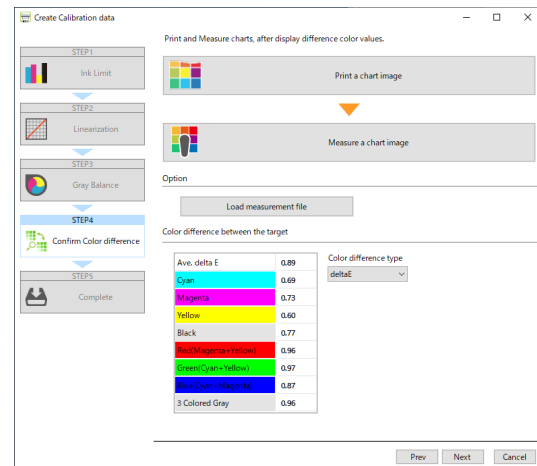 Create Calibration data
Print and Measure charts, after display difference color values.
STEP1
Ink Limit
STEP2
Linearization
STEP3
Gray Balance
STEP4
Confirm Color difference
STEP5
Complete
Print a chart image
Measure a chart image
Option
Load measurement file
Color difference between the target
Ave. delta E 0.89
Cyan 0.69
Magenta 0.73
Yellow 0.60
Black 0.77
Red(Magenta+Yellow) 0.96
Green(Cyan+Yellow) 0.97
Blue(Cyan+Magenta) 0.87
3 Colored Gray 0.96
Color difference type
deltaE
Prev Next Cancel